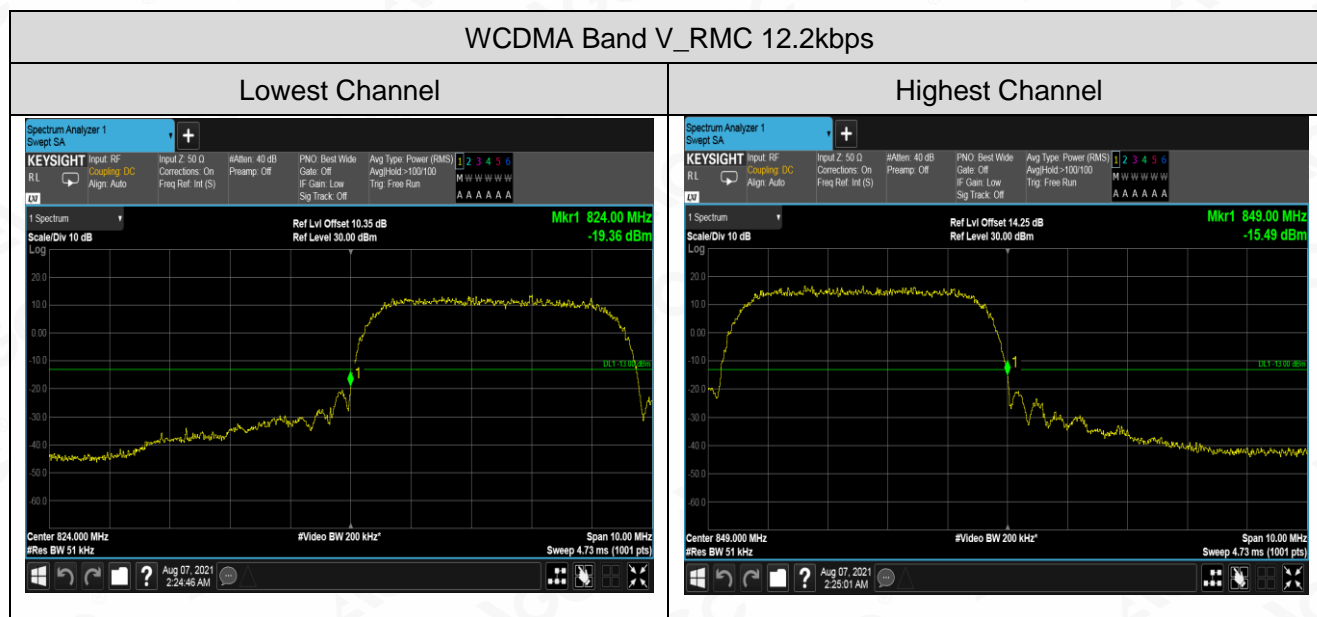 WCDMA Band V_RMC 12.2kbps
Lowest Channel
Highest Channel
Spectrum Analyzer 1
Swept SA
+
KEYSIGHT Input: RF Input Z: 50 Ω #Atten: 40 dB PNO: Best Wide Avg Type: Power (RMS) 1 2 3 4 5 6
RL Coupling: DC Corrections: On Preamp: Off Gate: Off Avg|Hold:>100/100 M W W W W W
Align: Auto Freq Ref: Int (S) IF Gain: Low Trig: Free Run
LXI Sig Track: Off A A A A A A
1 Spectrum Ref Lvl Offset 10.35 dB Mkr1 824.00 MHz
Scale/Div 10 dB Ref Level 30.00 dBm -19.36 dBm
Log
20.0
10.0
0.00
-10.0
DL1 -13.00 dBm
1
-20.0
-30.0
-40.0
-50.0
-60.0
Center 824.000 MHz #Video BW 200 kHz* Span 10.00 MHz
#Res BW 51 kHz Sweep 4.73 ms (1001 pts)
? Aug 07, 2021
2:24:46 AM
Spectrum Analyzer 1
Swept SA
+
KEYSIGHT Input: RF Input Z: 50 Ω #Atten: 40 dB PNO: Best Wide Avg Type: Power (RMS) 1 2 3 4 5 6
RL Coupling: DC Corrections: On Preamp: Off Gate: Off Avg|Hold:>100/100 M W W W W W
Align: Auto Freq Ref: Int (S) IF Gain: Low Trig: Free Run
LXI Sig Track: Off A A A A A A
1 Spectrum Ref Lvl Offset 14.25 dB Mkr1 849.00 MHz
Scale/Div 10 dB Ref Level 30.00 dBm -15.49 dBm
Log
20.0
10.0
0.00
-10.0
1
DL1 -13.00 dBm
-20.0
-30.0
-40.0
-50.0
-60.0
Center 849.000 MHz #Video BW 200 kHz* Span 10.00 MHz
#Res BW 51 kHz Sweep 4.73 ms (1001 pts)
? Aug 07, 2021
2:25:01 AM